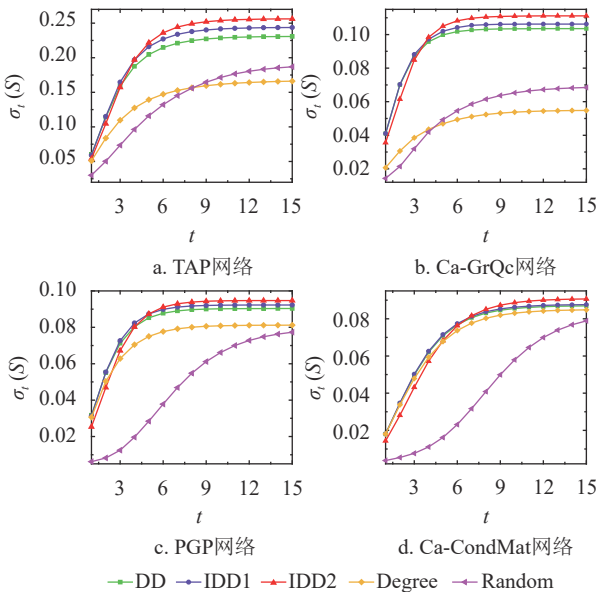 0.25
0.20
0.15
0.10
0.05
σt (S)
3 6 9 12 15
t
a. TAP网络
0.10
0.08
0.06
0.04
0.02
σt (S)
3 6 9 12 15
t
b. Ca-GrQc网络
0.10
0.08
0.06
0.04
0.02
σt (S)
3 6 9 12 15
t
c. PGP网络
0.08
0.06
0.04
0.02
σt (S)
3 6 9 12 15
t
d. Ca-CondMat网络
DD IDD1 IDD2 Degree Random